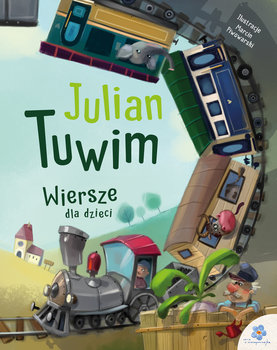 Ilustracje
Marcin
Piwowarski
Julian
Tuwim
Wiersze
dla dzieci